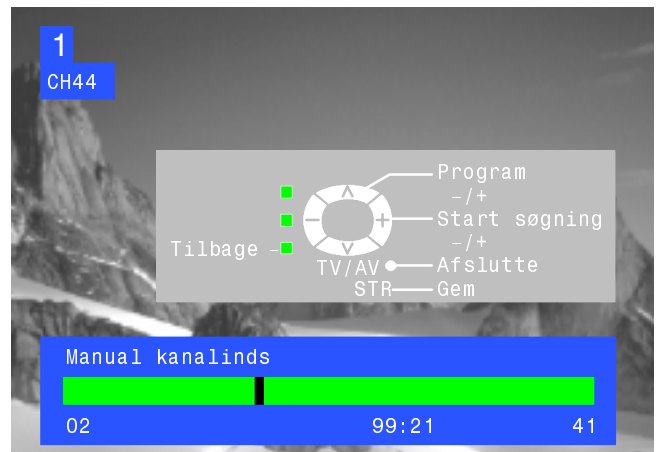 1
CH44
Program
–/+
Start søgning
–/+
Tilbage
TV/AV Afslutte
STR Gem
Manual kanalinds
02 99:21 41